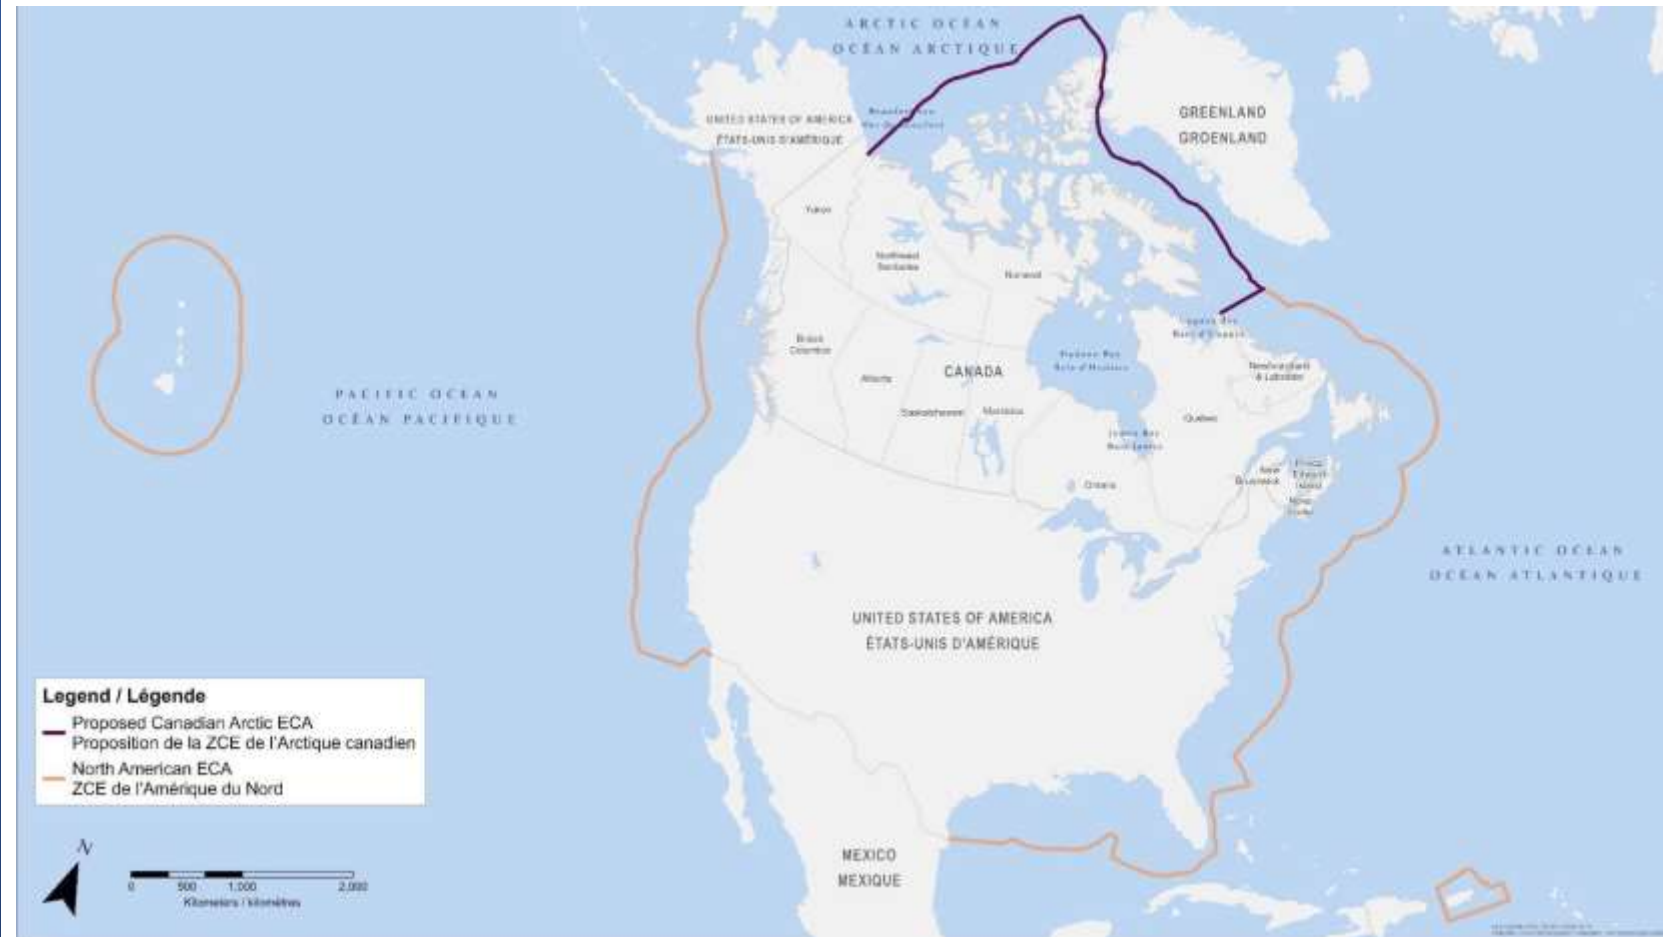 ARCTIC OCEAN
OCÉAN ARCTIQUE
GREENLAND
GROENLAND
UNITED STATES OF AMERICA
ÉTATS-UNIS D'AMÉRIQUE
Yukon
Northwest
Territories
Nunavut
British
Columbia
Alberta
CANADA
Saskatchewan
Manitoba
Hudson Bay
Baie d'Hudson
Newfoundland
& Labrador
Québec
James Bay
Ontario
New
Brunswick
Prince
Edward
Island
Nova
PACIFIC OCEAN
OCÉAN PACIFIQUE
ATLANTIC OCEAN
OCÉAN ATLANTIQUE
UNITED STATES OF AMERICA
ÉTATS-UNIS D'AMÉRIQUE
MEXICO
MEXIQUE
Legend / Légende
Proposed Canadian Arctic ECA
Proposition de la ZCE de l'Arctique canadien
North American ECA
ZCE de l'Amérique du Nord
N
0 500 1,000 2,000
Kilometers / kilomètres